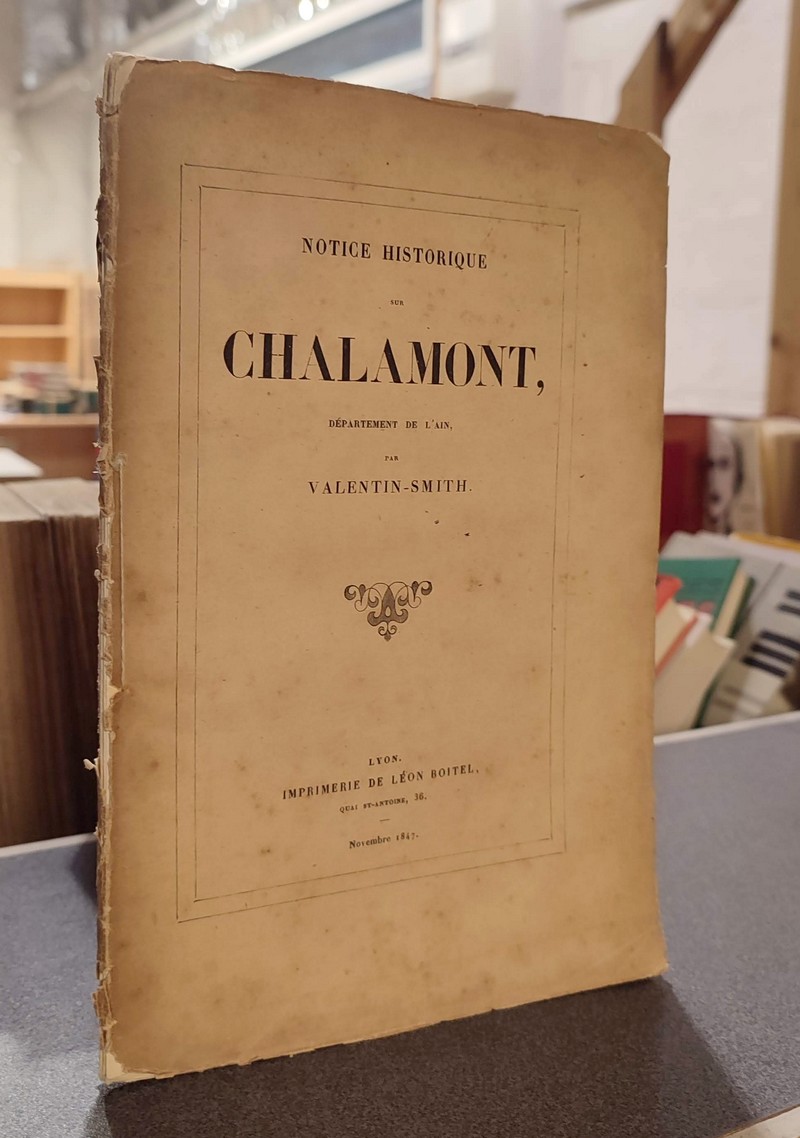 NOTICE HISTORIQUE
SUR
CHALAMONT,
DÉPARTEMENT DE L'AIN,
PAR
VALENTIN-SMITH.
LYON.
IMPRIMERIE DE LÉON BOITEL,
QUAI ST-ANTOINE, 36.
Novembre 1847.